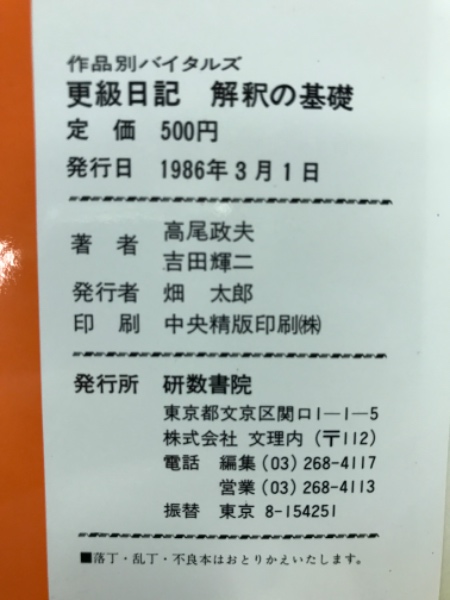 作品別バイタルズ
更級日記 解釈の基礎
定 価 500円
発行日 1986年3月1日
著 者 高尾政夫
吉田輝二
発行者 畑 太郎
印 刷 中央精版印刷㈱
発行所 研数書院
東京都文京区関口1―1―5
株式会社 文理内（〒112）
電話 編集(03)268-4117
営業(03)268-4113
振替 東京 8-154251
■落丁・乱丁・不良本はおとりかえいたします。